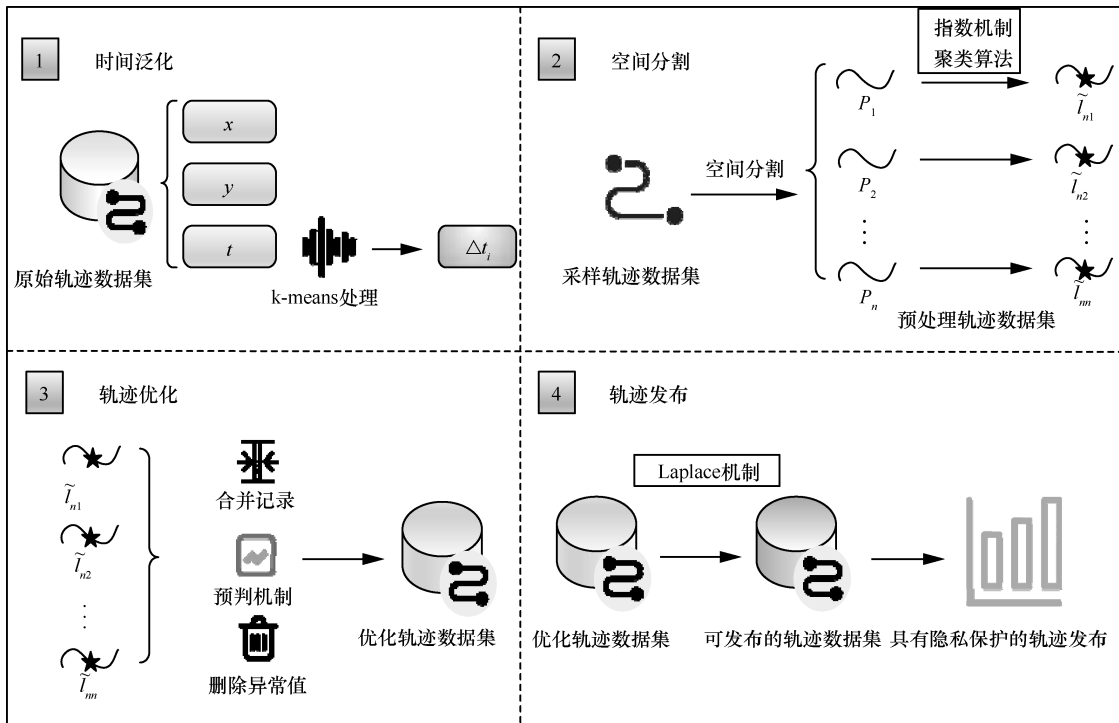 1 时间泛化
x
y
t
△t_i
原始轨迹数据集
k-means处理
2 空间分割
指数机制
聚类算法
P_1
l̃_{n1}
空间分割
P_2
l̃_{n2}
⋮ ⋮
采样轨迹数据集
P_n
l̃_{nn}
预处理轨迹数据集
3 轨迹优化
l̃_{n1}
l̃_{n2}
⋮
l̃_{nn}
合并记录
预判机制
删除异常值
优化轨迹数据集
4 轨迹发布
Laplace机制
优化轨迹数据集
可发布的轨迹数据集
具有隐私保护的轨迹发布